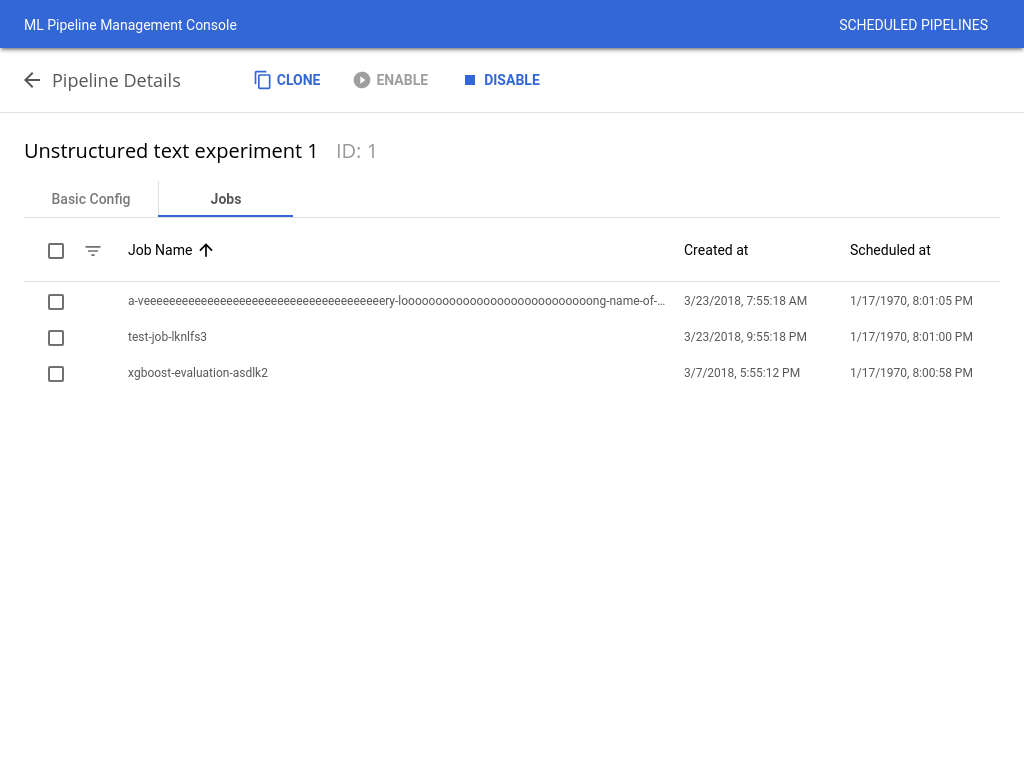 ML Pipeline Management Console SCHEDULED PIPELINES
Pipeline Details CLONE ENABLE DISABLE
Unstructured text experiment 1 ID: 1
Basic Config Jobs
Job Name Created at Scheduled at
a-veeeeeeeeeeeeeeeeeeeeeeeeeeeeeeeeeeeeeery-looooooooooooooooooooooooooooong-name-of-... 3/23/2018, 7:55:18 AM 1/17/1970, 8:01:05 PM
test-job-lknlfs3 3/23/2018, 9:55:18 PM 1/17/1970, 8:01:00 PM
xgboost-evaluation-asdlk2 3/7/2018, 5:55:12 PM 1/17/1970, 8:00:58 PM